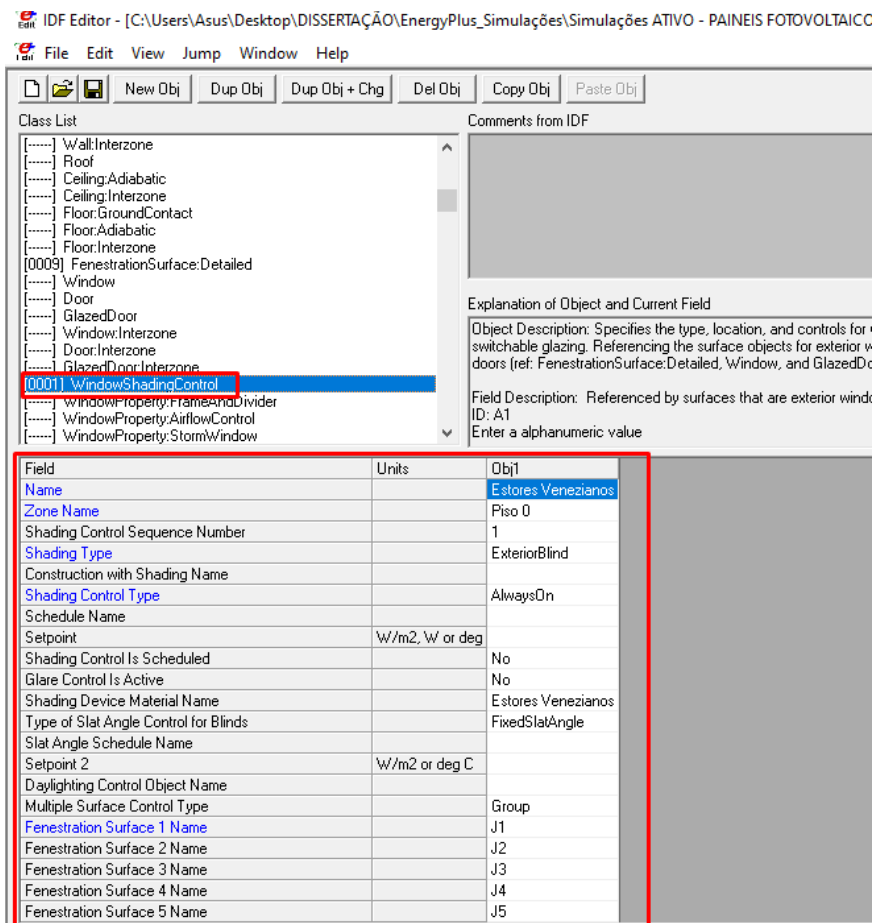 IDF Editor - [C:\Users\Asus\Desktop\DISSERTAÇÃO\EnergyPlus_Simulações\Simulações ATIVO - PAINEIS FOTOVOLTAICO
File Edit View Jump Window Help
New Obj Dup Obj Dup Obj + Chg Del Obj Copy Obj Paste Obj
Class List
Comments from IDF
[------] Wall:Interzone
[------] Roof
[------] Ceiling:Adiabatic
[------] Ceiling:Interzone
[------] Floor:GroundContact
[------] Floor:Adiabatic
[------] Floor:Interzone
[0009] FenestrationSurface:Detailed
[------] Window
[------] Door
[------] GlazedDoor
[------] Window:Interzone
[------] Door:Interzone
[------] GlazedDoor:Interzone
[0001] WindowShadingControl
[------] WindowProperty:FrameAndDivider
[------] WindowProperty:AirflowControl
[------] WindowProperty:StormWindow
Explanation of Object and Current Field
Object Description: Specifies the type, location, and controls for
switchable glazing. Referencing the surface objects for exterior
doors (ref: FenestrationSurface:Detailed, Window, and GlazedDo
Field Description: Referenced by surfaces that are exterior windo
ID: A1
Enter a alphanumeric value
Field Units Obj1
Name Estores Venezianos
Zone Name Piso 0
Shading Control Sequence Number 1
Shading Type ExteriorBlind
Construction with Shading Name
Shading Control Type AlwaysOn
Schedule Name
Setpoint W/m2, W or deg
Shading Control Is Scheduled No
Glare Control Is Active No
Shading Device Material Name Estores Venezianos
Type of Slat Angle Control for Blinds FixedSlatAngle
Slat Angle Schedule Name
Setpoint 2 W/m2 or deg C
Daylighting Control Object Name
Multiple Surface Control Type Group
Fenestration Surface 1 Name J1
Fenestration Surface 2 Name J2
Fenestration Surface 3 Name J3
Fenestration Surface 4 Name J4
Fenestration Surface 5 Name J5